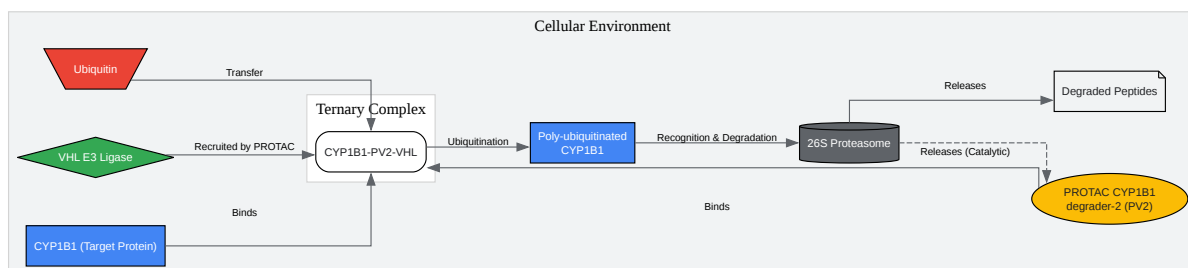 Cellular Environment
Ubiquitin
Transfer
Ternary Complex
CYP1B1-PV2-VHL
VHL E3 Ligase
Recruited by PROTAC
Ubiquitination
Poly-ubiquitinated
CYP1B1
Recognition & Degradation
26S Proteasome
Releases
Degraded Peptides
Releases (Catalytic)
PROTAC CYP1B1
degrader-2 (PV2)
Binds
Binds
CYP1B1 (Target Protein)